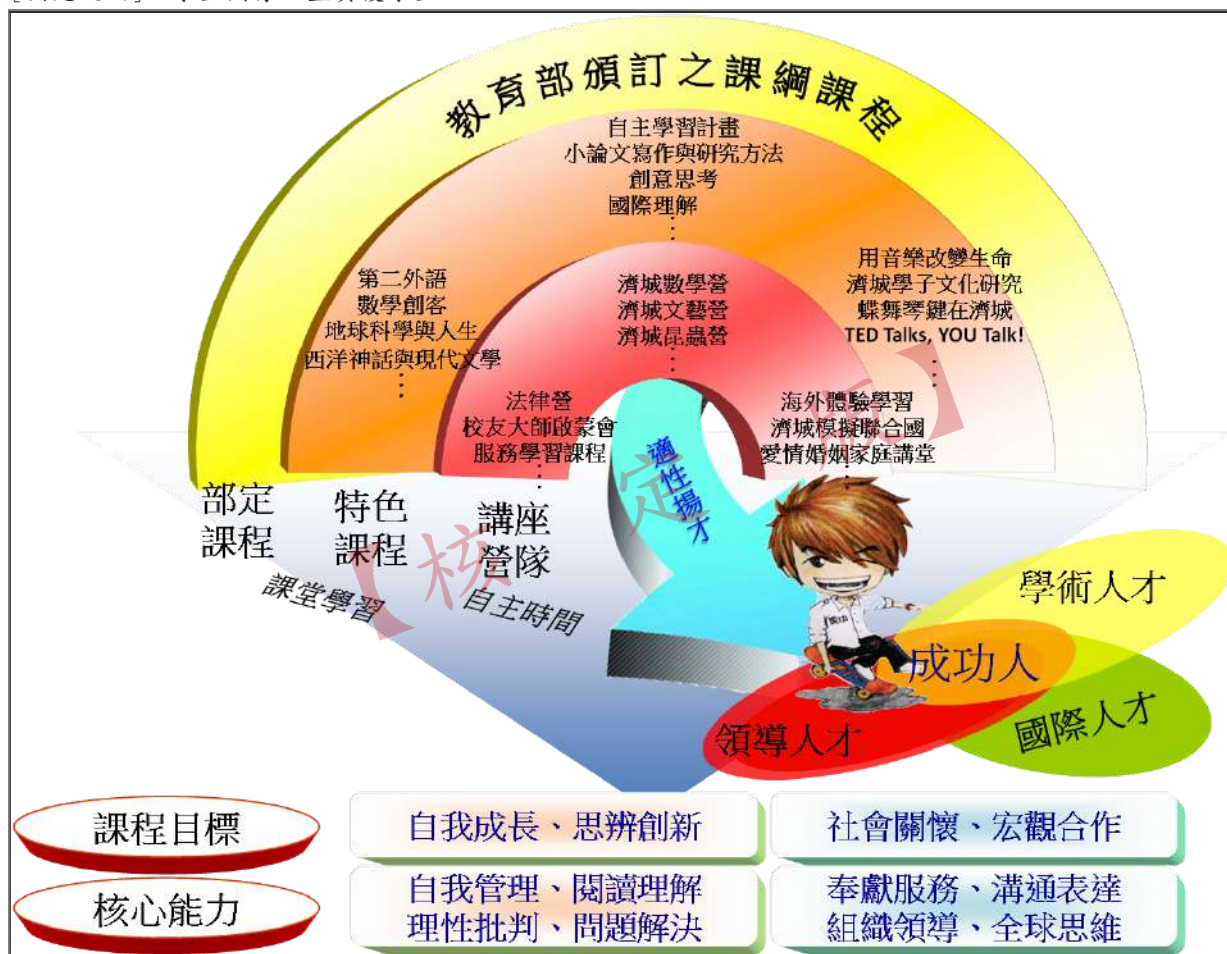 教育部頒訂之課綱課程
自主學習計畫
小論文寫作與研究方法
創意思考
國際理解
第二外語
數學創客
地球科學與人生
西洋神話與現代文學
濟城數學營
濟城文藝營
濟城昆蟲營
用音樂改變生命
濟城學子文化研究
蝶舞琴鍵在濟城
TED Talks, YOU Talk!
法律營
校友大師啟蒙會
服務學習課程
海外體驗學習
濟城模擬聯合國
愛情婚姻家庭講堂
適性揚才
部定
課程
特色
課程
講座
營隊
課堂學習
自主時間
【核定版】
學術人才
成功人
領導人才
國際人才
課程目標
自我成長、思辨創新
社會關懷、宏觀合作
核心能力
自我管理、閱讀理解
理性批判、問題解決
奉獻服務、溝通表達
組織領導、全球思維